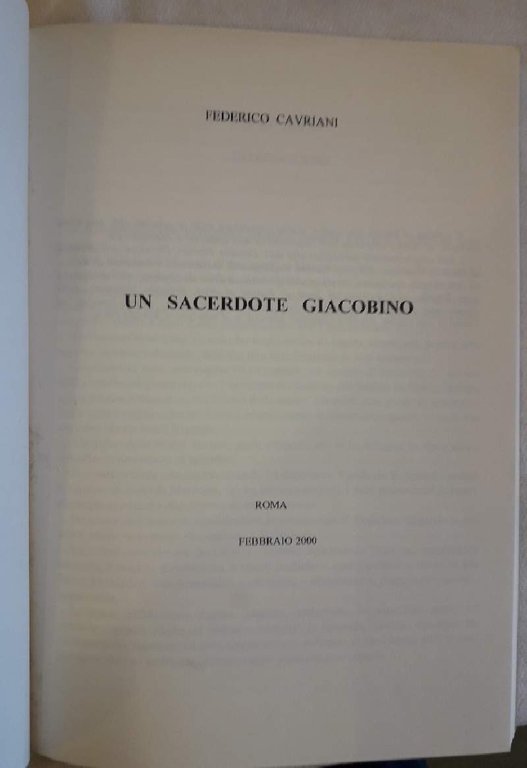 FEDERICO CAVRIANI
UN SACERDOTE GIACOBINO
ROMA
FEBBRAIO 2000